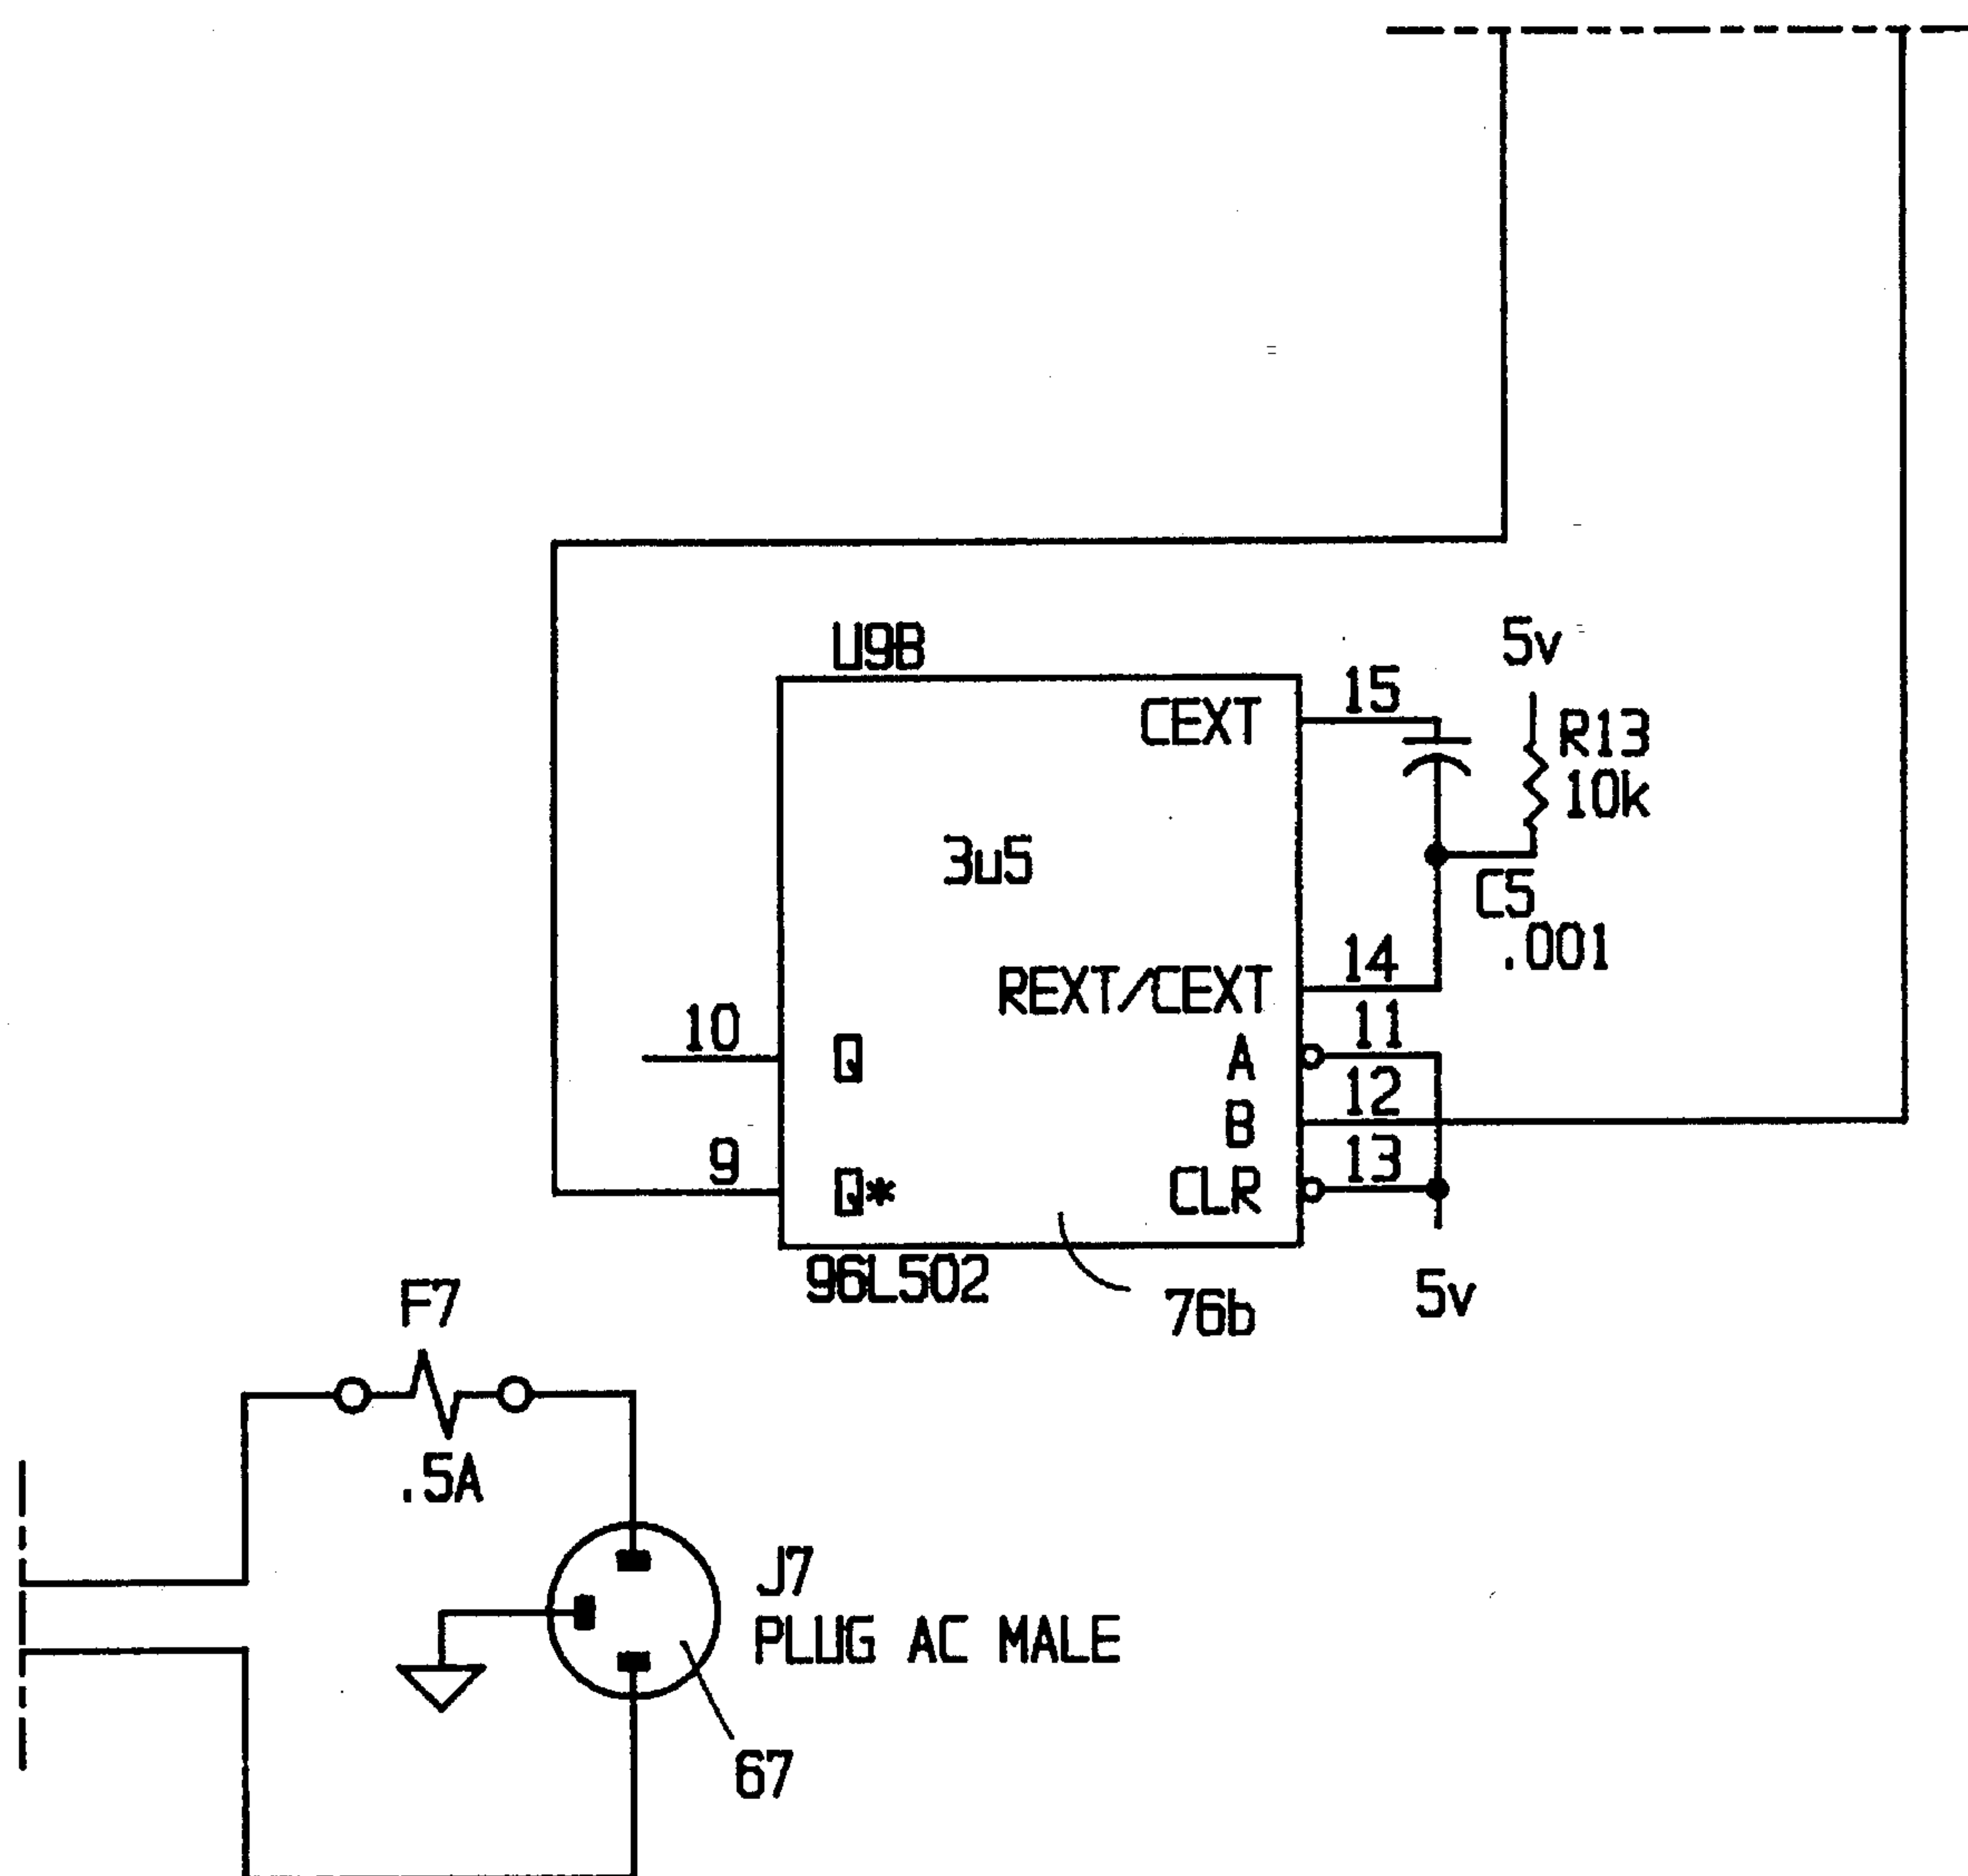 U9B
5v
CEXT
15
R13
10k
3u5
C5
.001
REXT/CEXT
14
11
10
Q
A
12
B
9
Q*
13
CLR
96L502
76b
5v
F7
.5A
J7
PLUG AC MALE
67